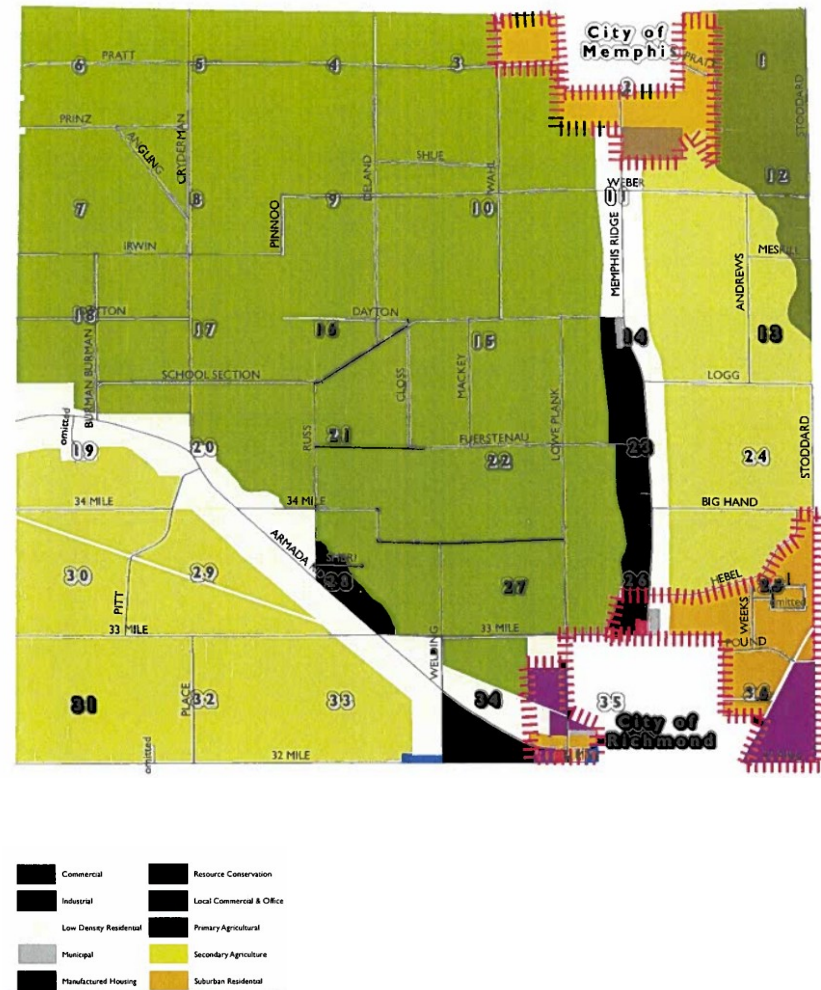 City of
Memphis
PRATT
PRATT
6
5
4
3
2
1
STODDARD
PRINZ
ANGLING
CRYDERMAN
SHUE
DELAND
WAHL
WEBER
12
7
8
PINNOO
9
10
11
MEMPHIS RIDGE
IRWIN
ANDREWS
MESKILL
18
DAYTON
17
16
DAYTON
15
14
13
BURMAN
BURMAN
SCHOOL SECTION
CLOSS
MACKEY
LOGG
LOWE PLANK
omitted
19
20
RUSS
21
FUERSTENAU
22
23
24
STODDARD
34 MILE
34 MILE
BIG HAND
ARMADA
SHERI
30
29
28
27
26
HEBEL
25
omitted
PITT
WEEKS
POUND
33 MILE
33 MILE
WELDING
31
PLACE
32
33
34
35
36
City of
Richmond
omitted
32 MILE
Commercial
Resource Conservation
Industrial
Local Commercial & Office
Low Density Residential
Primary Agricultural
Municipal
Secondary Agriculture
Manufactured Housing
Suburban Residential